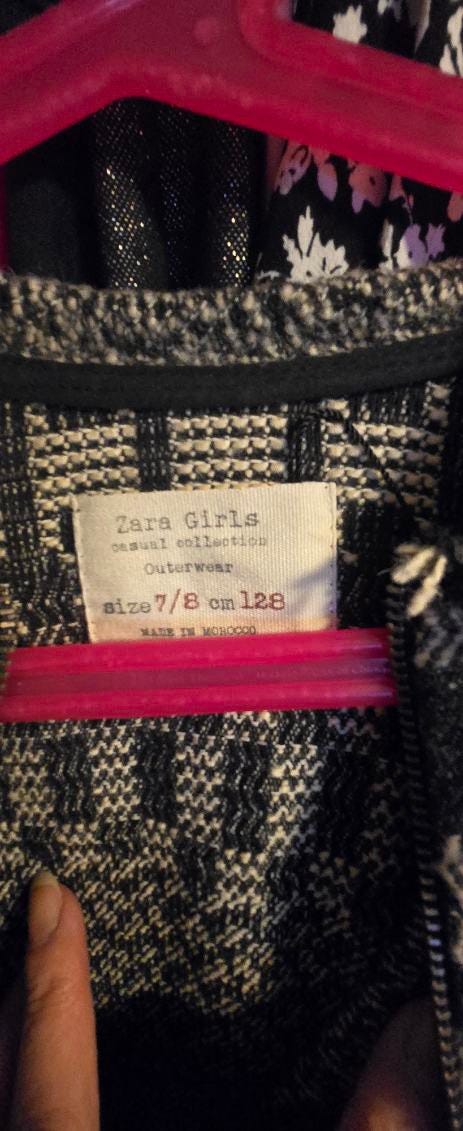 Zara Girls
casual collection
Outerwear
size 7/8 cm 128
MADE IN MOROCCO